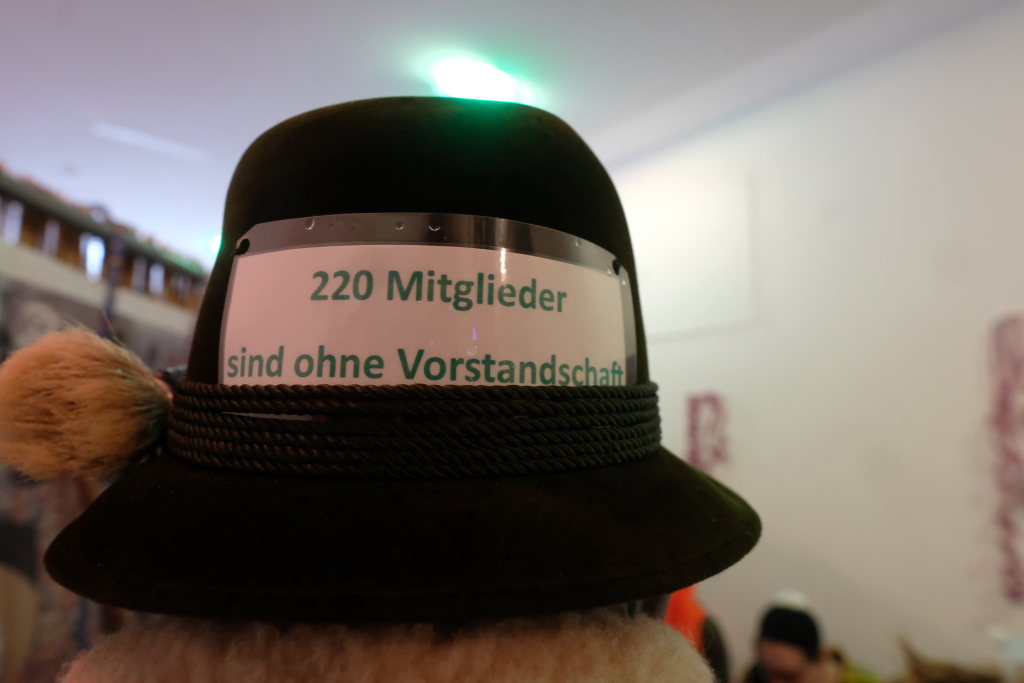 220 Mitglieder
sind ohne Vorstandschaft